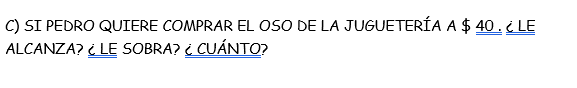 C) SI PEDRO QUIERE COMPRAR EL OSO DE LA JUGUETERÍA A $ 40 . ¿ LE
ALCANZA? ¿ LE SOBRA? ¿ CUÁNTO?